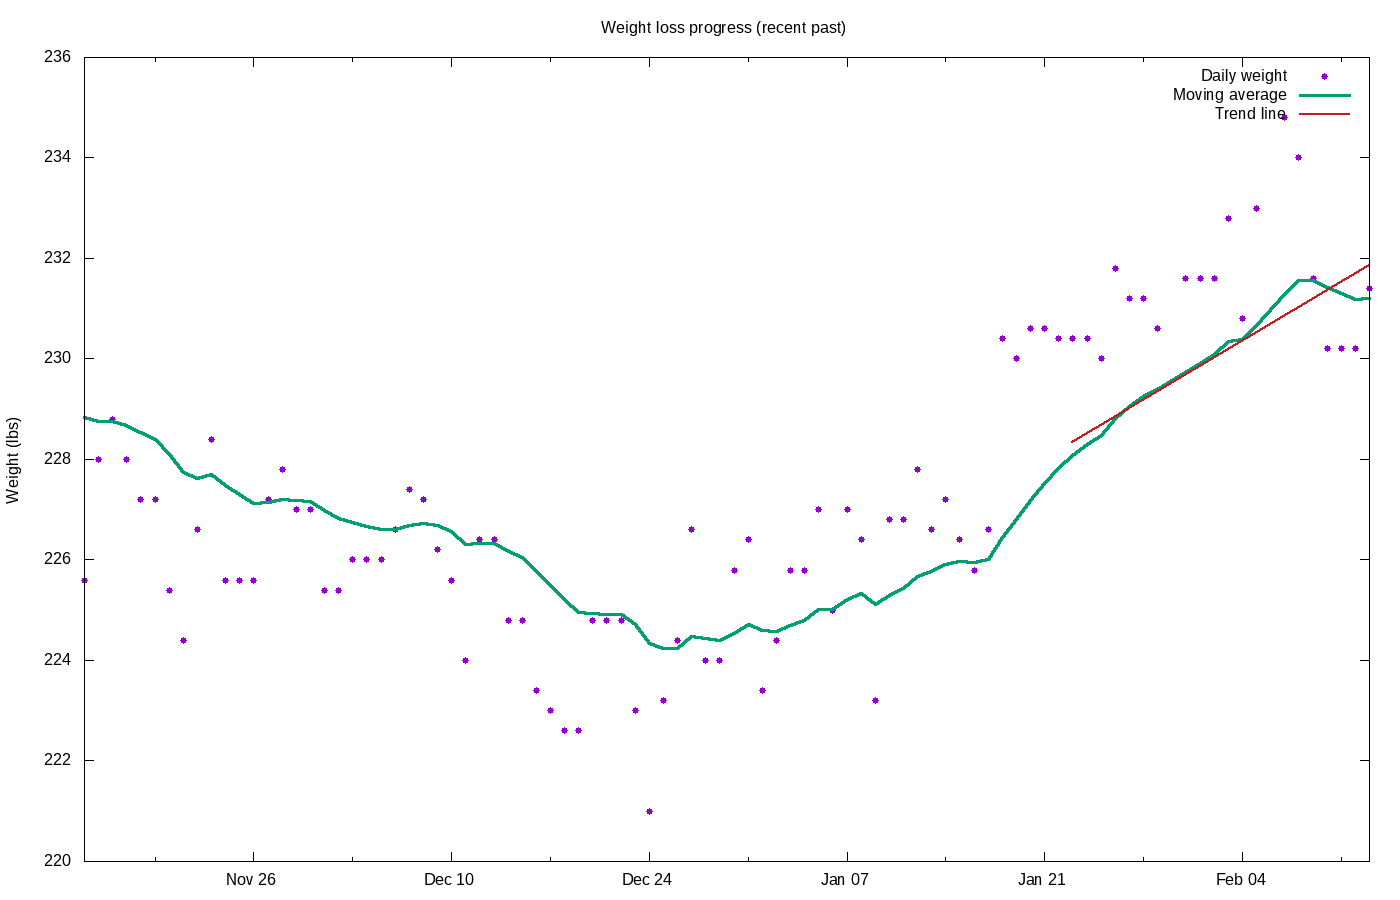 Weight loss progress (recent past)
236
234
232
230
228
226
224
222
220
Weight (lbs)
Daily weight
Moving average
Trend line
Nov 26 Dec 10 Dec 24 Jan 07 Jan 21 Feb 04